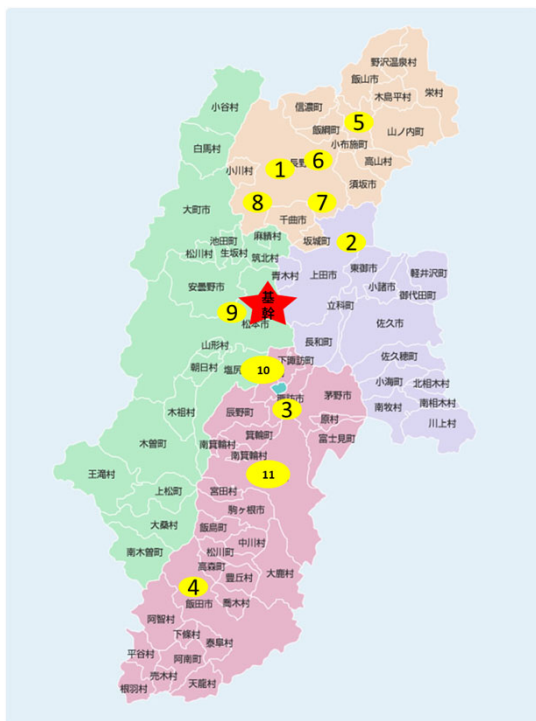 野沢温泉村
飯山市
木島平村
栄村
小谷村
信濃町
5
飯綱町
山ノ内町
白馬村
小布施町
6
高山村
1
小川村
須坂市
8
7
大町市
千曲市
池田町
麻績村
坂城町
2
松川村
生坂村
筑北村
青木村
上田市
東御市
軽井沢町
安曇野市
小諸市
御代田町
基
幹
立科町
9
松本市
佐久市
山形村
長和町
下諏訪町
佐久穂町
朝日村
塩尻
10
小海町
北相木村
茅野市
南牧村
南相木村
木祖村
辰野町
3
原村
川上村
箕輪町
富士見町
木曽町
南箕輪村
南箕輪村
王滝村
11
上松町
宮田村
駒ヶ根市
大桑村
飯島町
中川村
南木曽町
松川町
高森町
大鹿村
豊丘村
4
飯田市
喬木村
阿智村
下條村
泰阜村
平谷村
阿南町
売木村
根羽村
天龍村